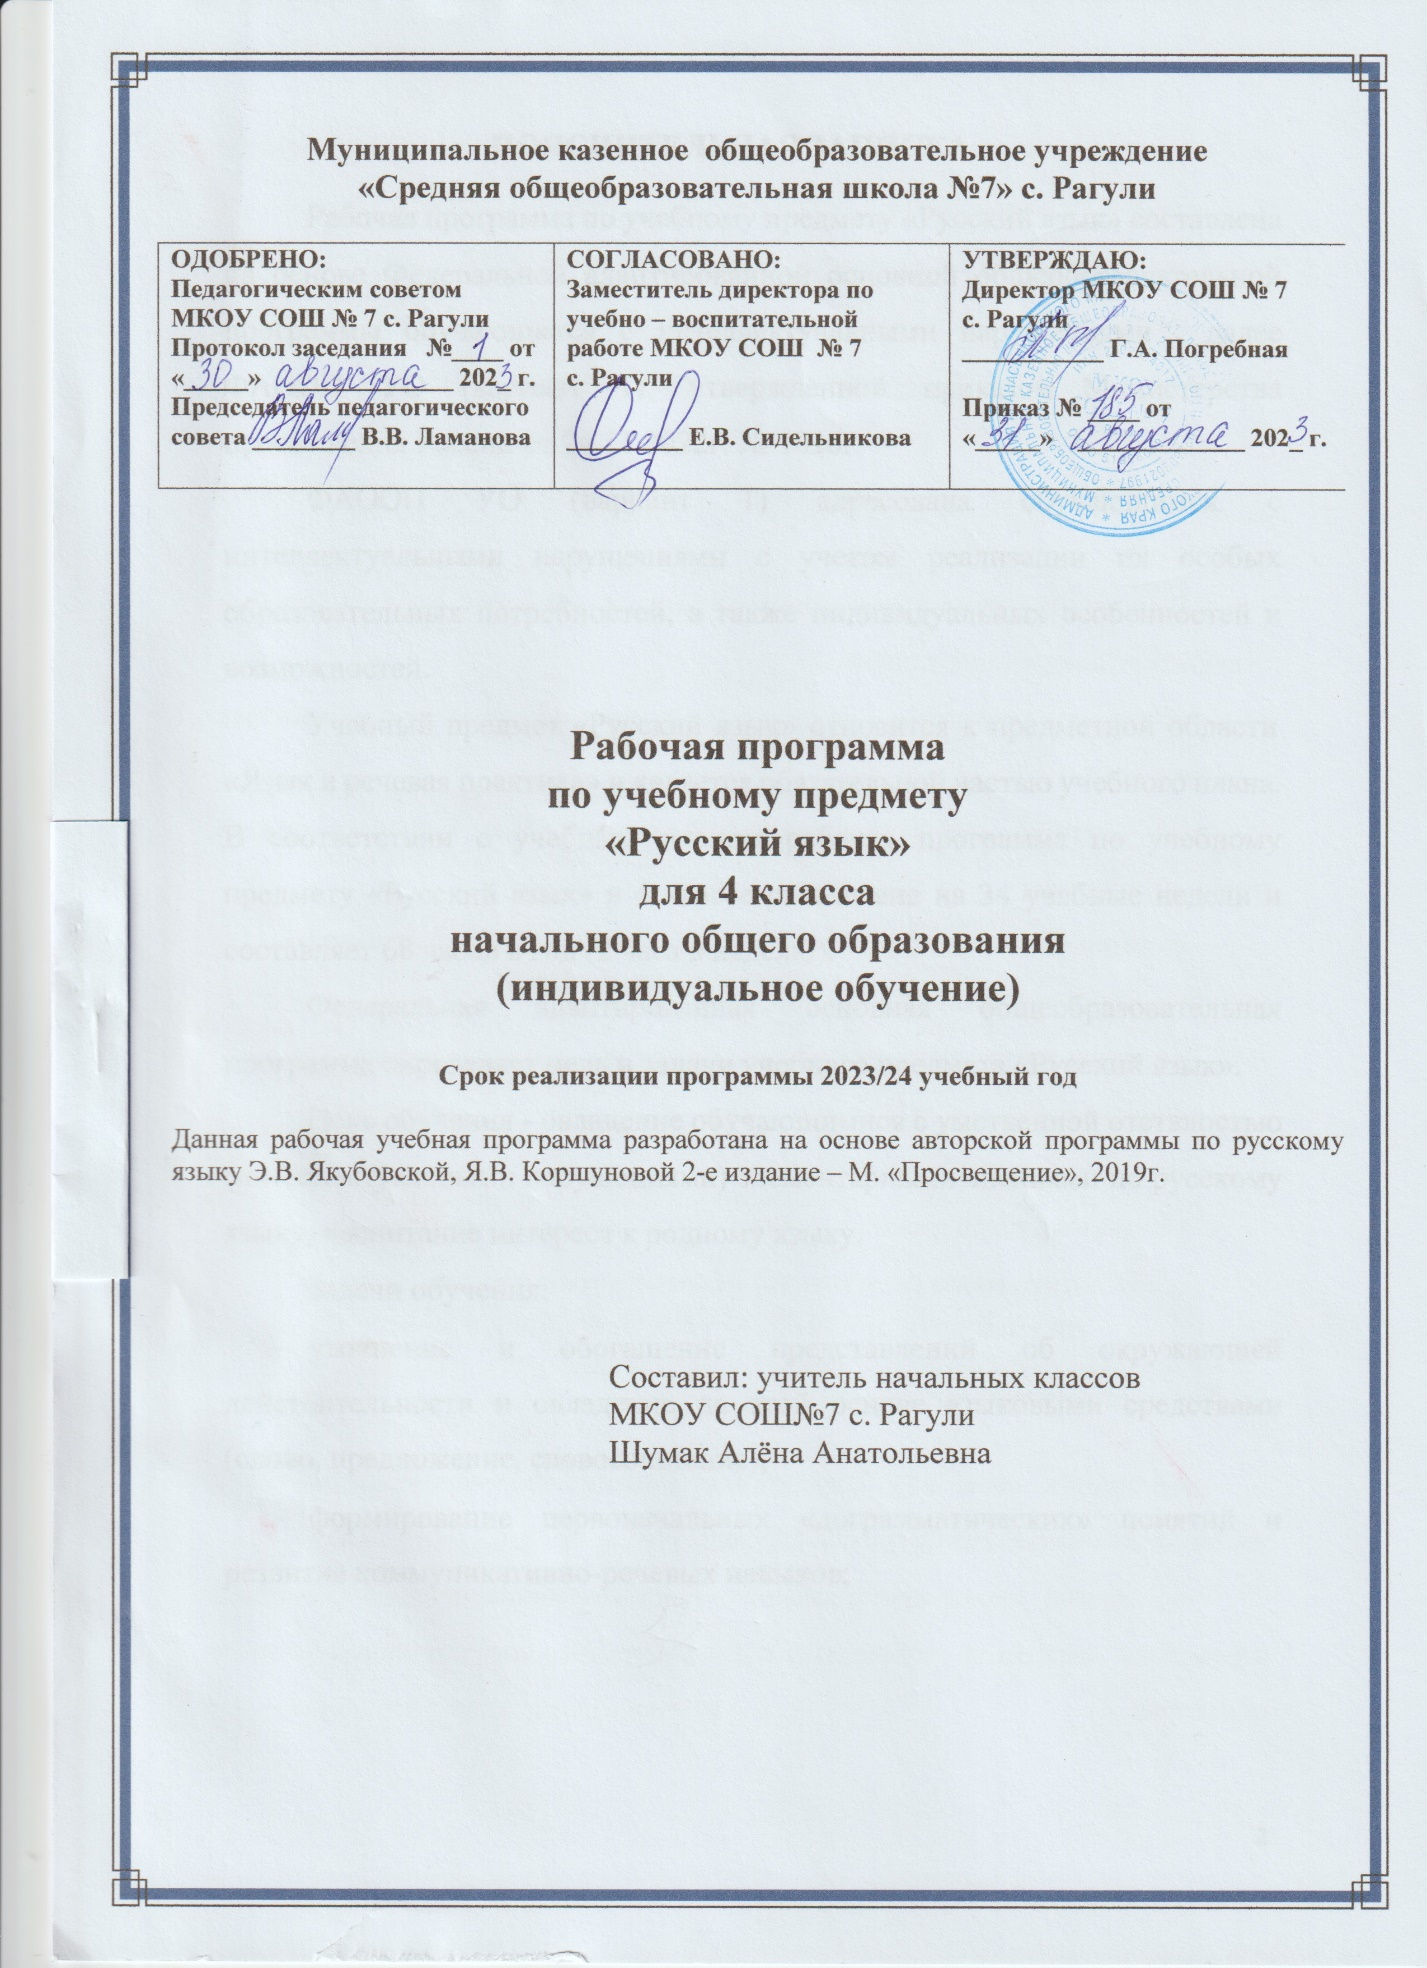 Муниципальное казенное общеобразовательное учреждение
«Средняя общеобразовательная школа №7» с. Рагули
ОДОБРЕНО:
Педагогическим советом
МКОУ СОШ № 7 с. Рагули
Протокол заседания №1 от
«30» августа 2023 г.
Председатель педагогического
совета В.В. Ламанова
СОГЛАСОВАНО:
Заместитель директора по
учебно – воспитательной
работе МКОУ СОШ № 7
с. Рагули
Е.В. Сидельникова
УТВЕРЖДАЮ:
Директор МКОУ СОШ № 7
с. Рагули
Г.А. Погребная
Приказ № 185 от
«31» августа 2023 г.
Рабочая программа
по учебному предмету
«Русский язык»
для 4 класса
начального общего образования
(индивидуальное обучение)
Срок реализации программы 2023/24 учебный год
Данная рабочая учебная программа разработана на основе авторской программы по русскому
языку Э.В. Якубовской, Я.В. Коршуновой 2-е издание – М. «Просвещение», 2019г.
Составил: учитель начальных классов
МКОУ СОШ№7 с. Рагули
Шумак Алёна Анатольевна